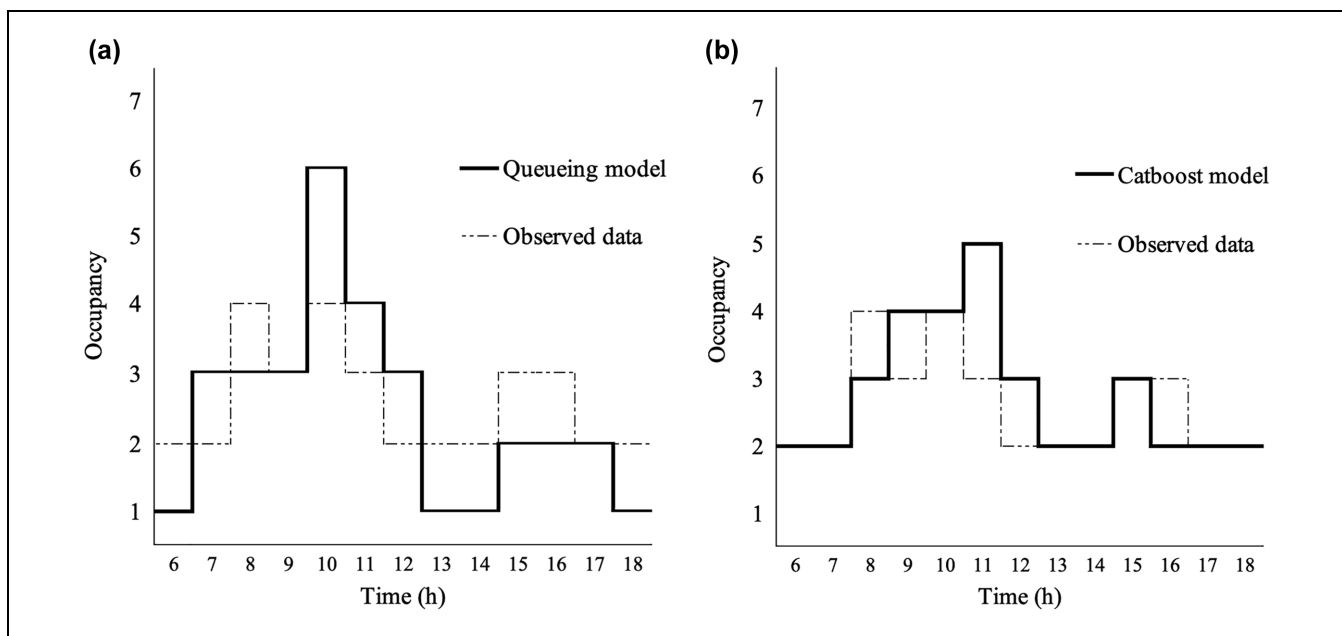 (a)
7
6
5
4
3
2
1
Occupancy
Queueing model
Observed data
6 7 8 9 10 11 12 13 14 15 16 17 18
Time (h)
(b)
7
6
5
4
3
2
1
Occupancy
Catboost model
Observed data
6 7 8 9 10 11 12 13 14 15 16 17 18
Time (h)